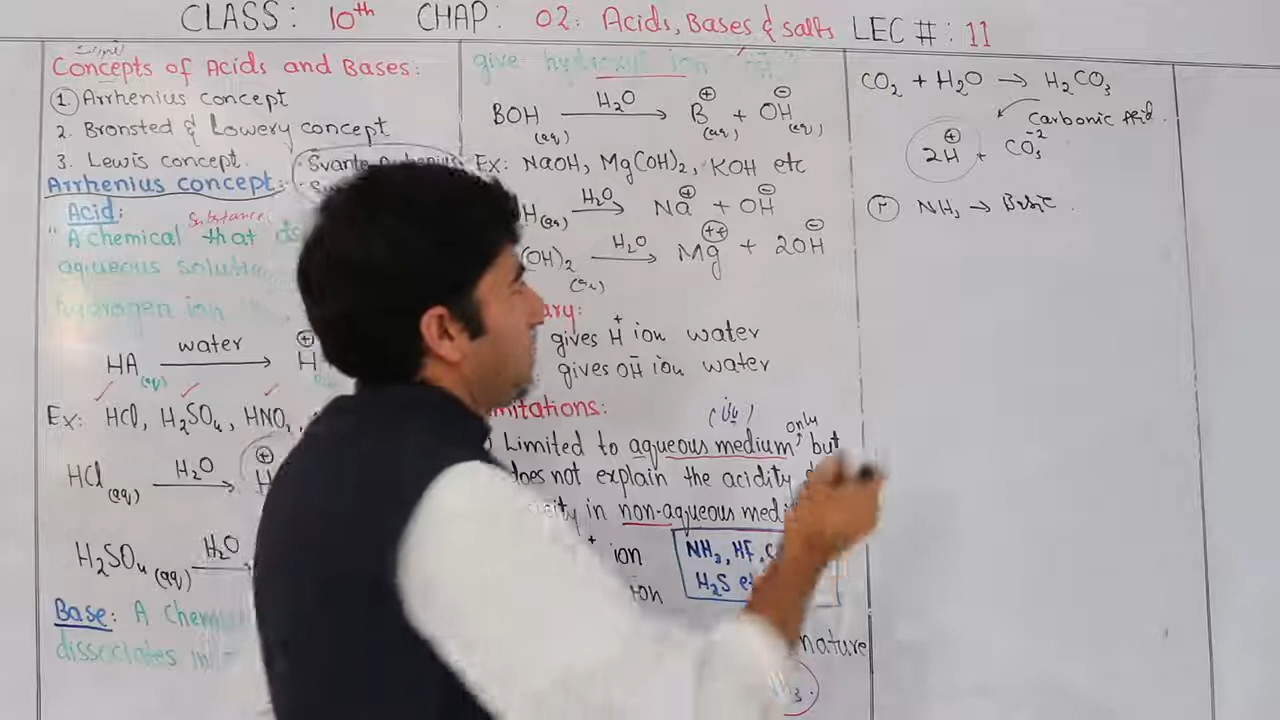 CLASS: 10th CHAP: 02: Acids, Bases & salts LEC #: 11
Concepts of Acids and Bases:
1 Arrhenius concept
2. Bronsted & Lowery concept
3. Lewis concept.
Svante
Arrhenius concept:
Acid:
Substance
"A chemical that
aqueous
hydrogen ion
HA (aq) water → H⊕
Ex: HCl, H2SO4, HNO3
HCl (aq) H2O → H⊕
H2SO4 (aq) H2O →
Base: A
dissociates in
give hydroxyl ion
BOH (aq) H2O → B⊕ (aq) + OH⊖ (aq)
Ex: NaOH, Mg(OH)2, KOH etc
H(aq) H2O → Na⊕ + OH⊖
(OH)2 (aq) H2O → Mg++ + 2OH⊖
ary:
gives H+ ion water
gives OH- ion water
mitations:
Limited to aqueous medium only, but
does not explain the acidity
in non-aqueous
+ ion
ion
NH3, HF,
H2S
nature
CO2 + H2O → H2CO3
Carbonic Acid.
2H⊕ + CO3-2
NH3 → Basic.